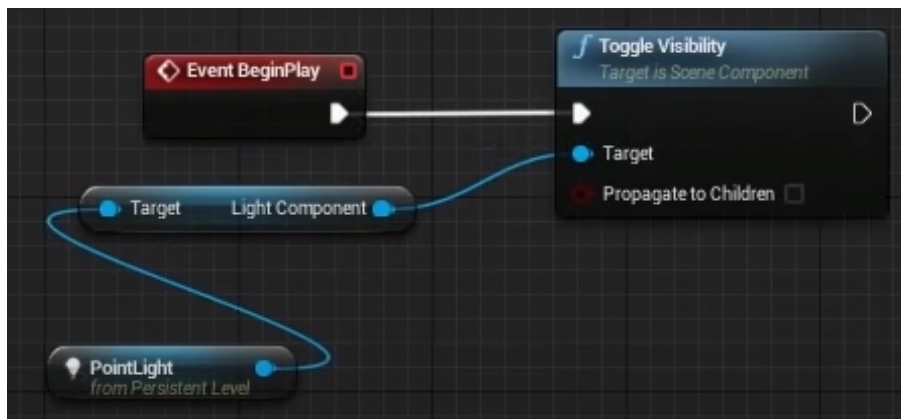 Event BeginPlay
Toggle Visibility
Target is Scene Component
Target
Propagate to Children
Target Light Component
PointLight
from Persistent Level